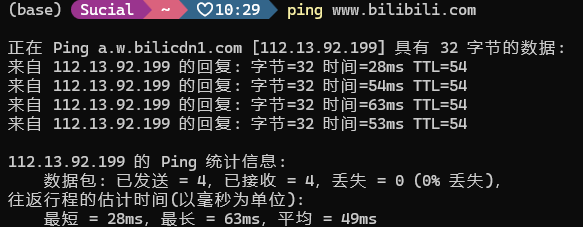 (base) Sucial ~ ♡10:29 ping www.bilibili.com
正在 Ping a.w.bilicdn1.com [112.13.92.199] 具有 32 字节的数据:
来自 112.13.92.199 的回复: 字节=32 时间=28ms TTL=54
来自 112.13.92.199 的回复: 字节=32 时间=54ms TTL=54
来自 112.13.92.199 的回复: 字节=32 时间=63ms TTL=54
来自 112.13.92.199 的回复: 字节=32 时间=53ms TTL=54
112.13.92.199 的 Ping 统计信息:
数据包: 已发送 = 4, 已接收 = 4, 丢失 = 0 (0% 丢失),
往返行程的估计时间(以毫秒为单位):
最短 = 28ms, 最长 = 63ms, 平均 = 49ms